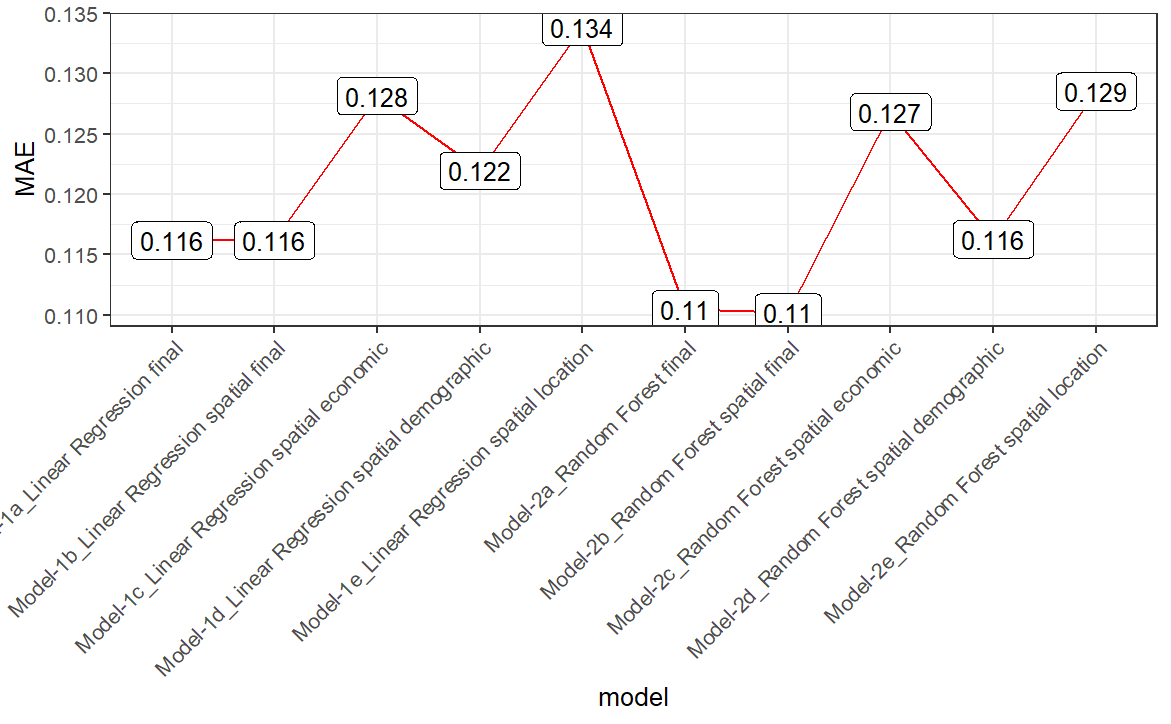 0.135
0.130
0.125
0.120
0.115
0.110
MAE
0.116
0.116
0.128
0.122
0.134
0.11
0.11
0.127
0.116
0.129
-1a_Linear Regression final
Model-1b_Linear Regression spatial final
Model-1c_Linear Regression spatial economic
Model-1d_Linear Regression spatial demographic
Model-1e_Linear Regression spatial location
Model-2a_Random Forest final
Model-2b_Random Forest spatial final
Model-2c_Random Forest spatial economic
Model-2d_Random Forest spatial demographic
Model-2e_Random Forest spatial location
model